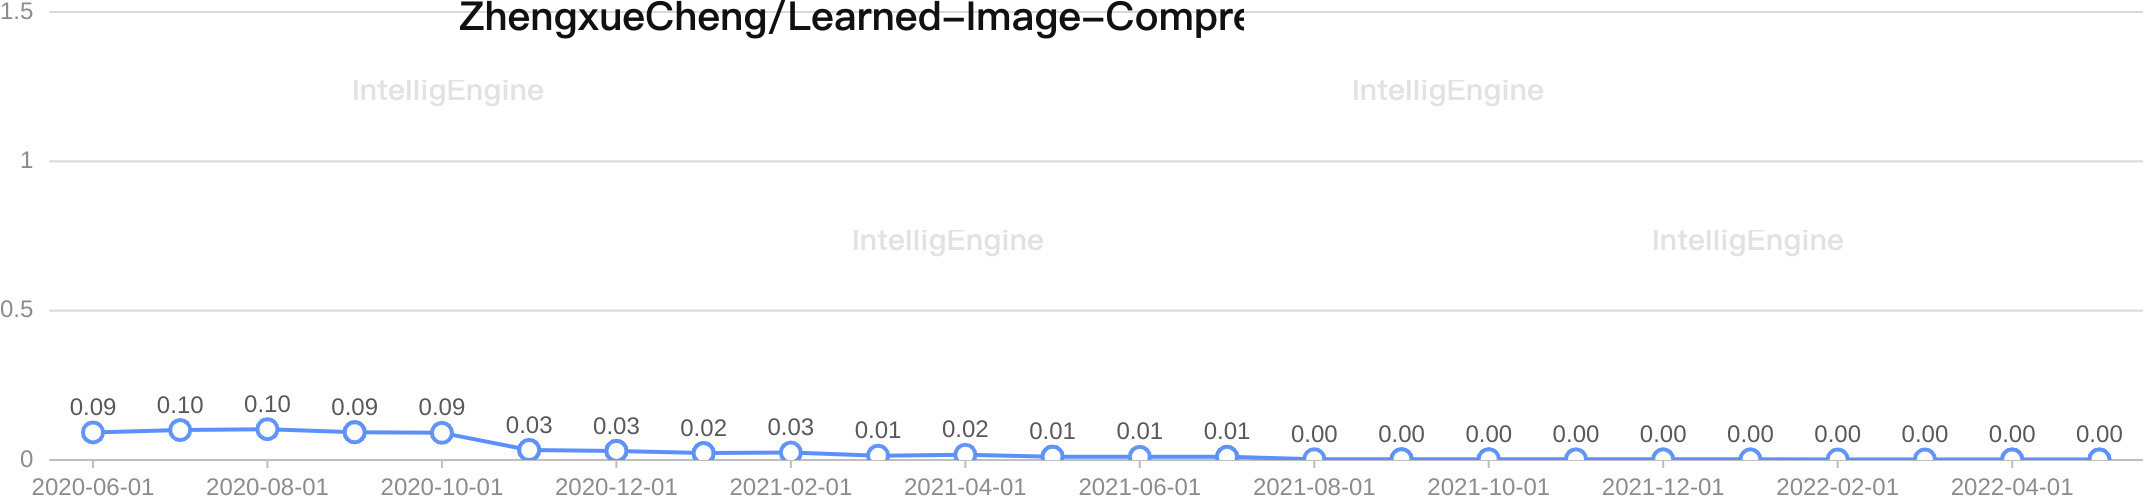 ZhengxueCheng/Learned-Image-Compre
1.5
IntelligEngine IntelligEngine
1
IntelligEngine IntelligEngine
0.5
0.09 0.10 0.10 0.09 0.09 0.03 0.03 0.02 0.03 0.01 0.02 0.01 0.01 0.01 0.00 0.00 0.00 0.00 0.00 0.00 0.00 0.00 0.00 0.00
0
2020-06-01 2020-08-01 2020-10-01 2020-12-01 2021-02-01 2021-04-01 2021-06-01 2021-08-01 2021-10-01 2021-12-01 2022-02-01 2022-04-01